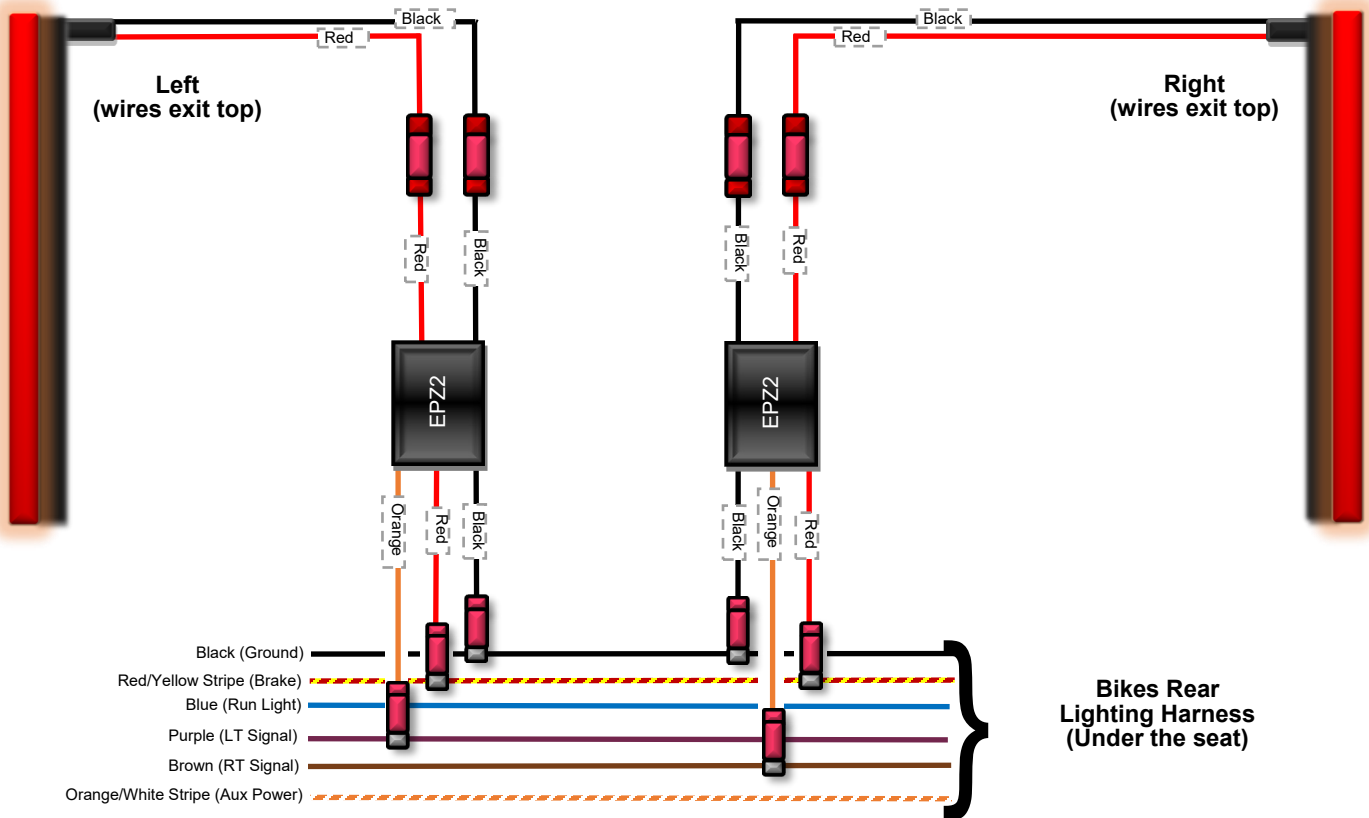 Black
Black
Red
Red
Left
(wires exit top)
Right
(wires exit top)
Red
Black
Black
Red
EPZ2
EPZ2
Orange
Red
Black
Black
Orange
Red
Black (Ground)
Red/Yellow Stripe (Brake)
Blue (Run Light)
Purple (LT Signal)
Brown (RT Signal)
Orange/White Stripe (Aux Power)
Bikes Rear
Lighting Harness
(Under the seat)